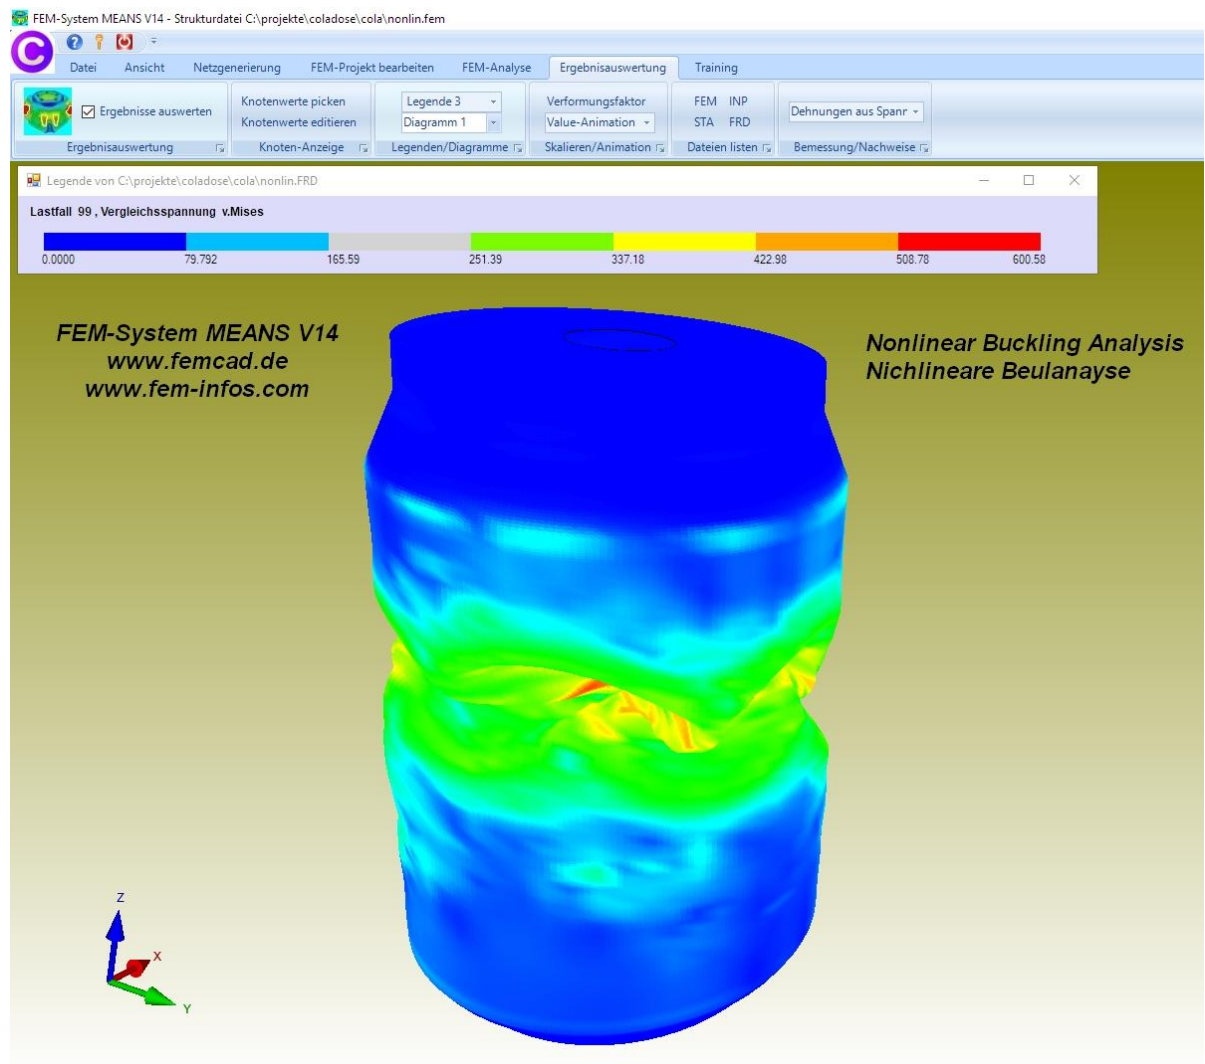 FEM-System MEANS V14 - Strukturdatei C:\projekte\coladose\cola\nonlin.fem
C
Datei Ansicht Netzgenerierung FEM-Projekt bearbeiten FEM-Analyse Ergebnisauswertung Training
Ergebnisse auswerten Knotenwerte picken Legende 3 Verformungsfaktor FEM INP Dehnungen aus Spanr
Knotenwerte editieren Diagramm 1 Value-Animation STA FRD
Ergebnisauswertung Knoten-Anzeige Legenden/Diagramme Skalieren/Animation Dateien listen Bemessung/Nachweise
Legende von C:\projekte\coladose\cola\nonlin.FRD
Lastfall 99 , Vergleichsspannung v.Mises
0.0000 79.792 165.59 251.39 337.18 422.98 508.78 600.58
FEM-System MEANS V14
www.femcad.de
www.fem-infos.com
Nonlinear Buckling Analysis
Nichlineare Beulanayse
Z
X
Y